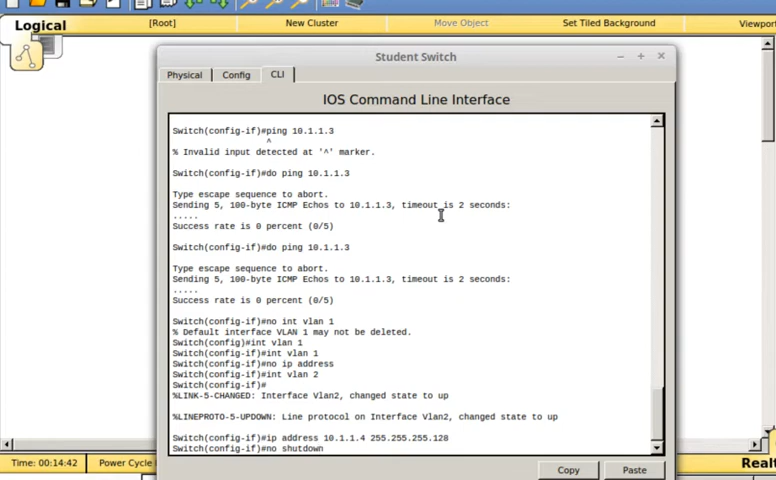 Logical
[Root]
New Cluster
Move Object
Set Tiled Background
Viewport
Student Switch
Physical
Config
CLI
IOS Command Line Interface
Switch(config-if)#ping 10.1.1.3
^
% Invalid input detected at '^' marker.
Switch(config-if)#do ping 10.1.1.3
Type escape sequence to abort.
Sending 5, 100-byte ICMP Echos to 10.1.1.3, timeout is 2 seconds:
.....
Success rate is 0 percent (0/5)
Switch(config-if)#do ping 10.1.1.3
Type escape sequence to abort.
Sending 5, 100-byte ICMP Echos to 10.1.1.3, timeout is 2 seconds:
.....
Success rate is 0 percent (0/5)
Switch(config-if)#no int vlan 1
% Default interface VLAN 1 may not be deleted.
Switch(config)#int vlan 1
Switch(config-if)#int vlan 1
Switch(config-if)#no ip address
Switch(config-if)#int vlan 2
Switch(config-if)#
%LINK-5-CHANGED: Interface Vlan2, changed state to up
%LINEPROTO-5-UPDOWN: Line protocol on Interface Vlan2, changed state to up
Switch(config-if)#ip address 10.1.1.4 255.255.255.128
Switch(config-if)#no shutdown
Time: 00:14:42
Power Cycle
Copy
Paste
Realt